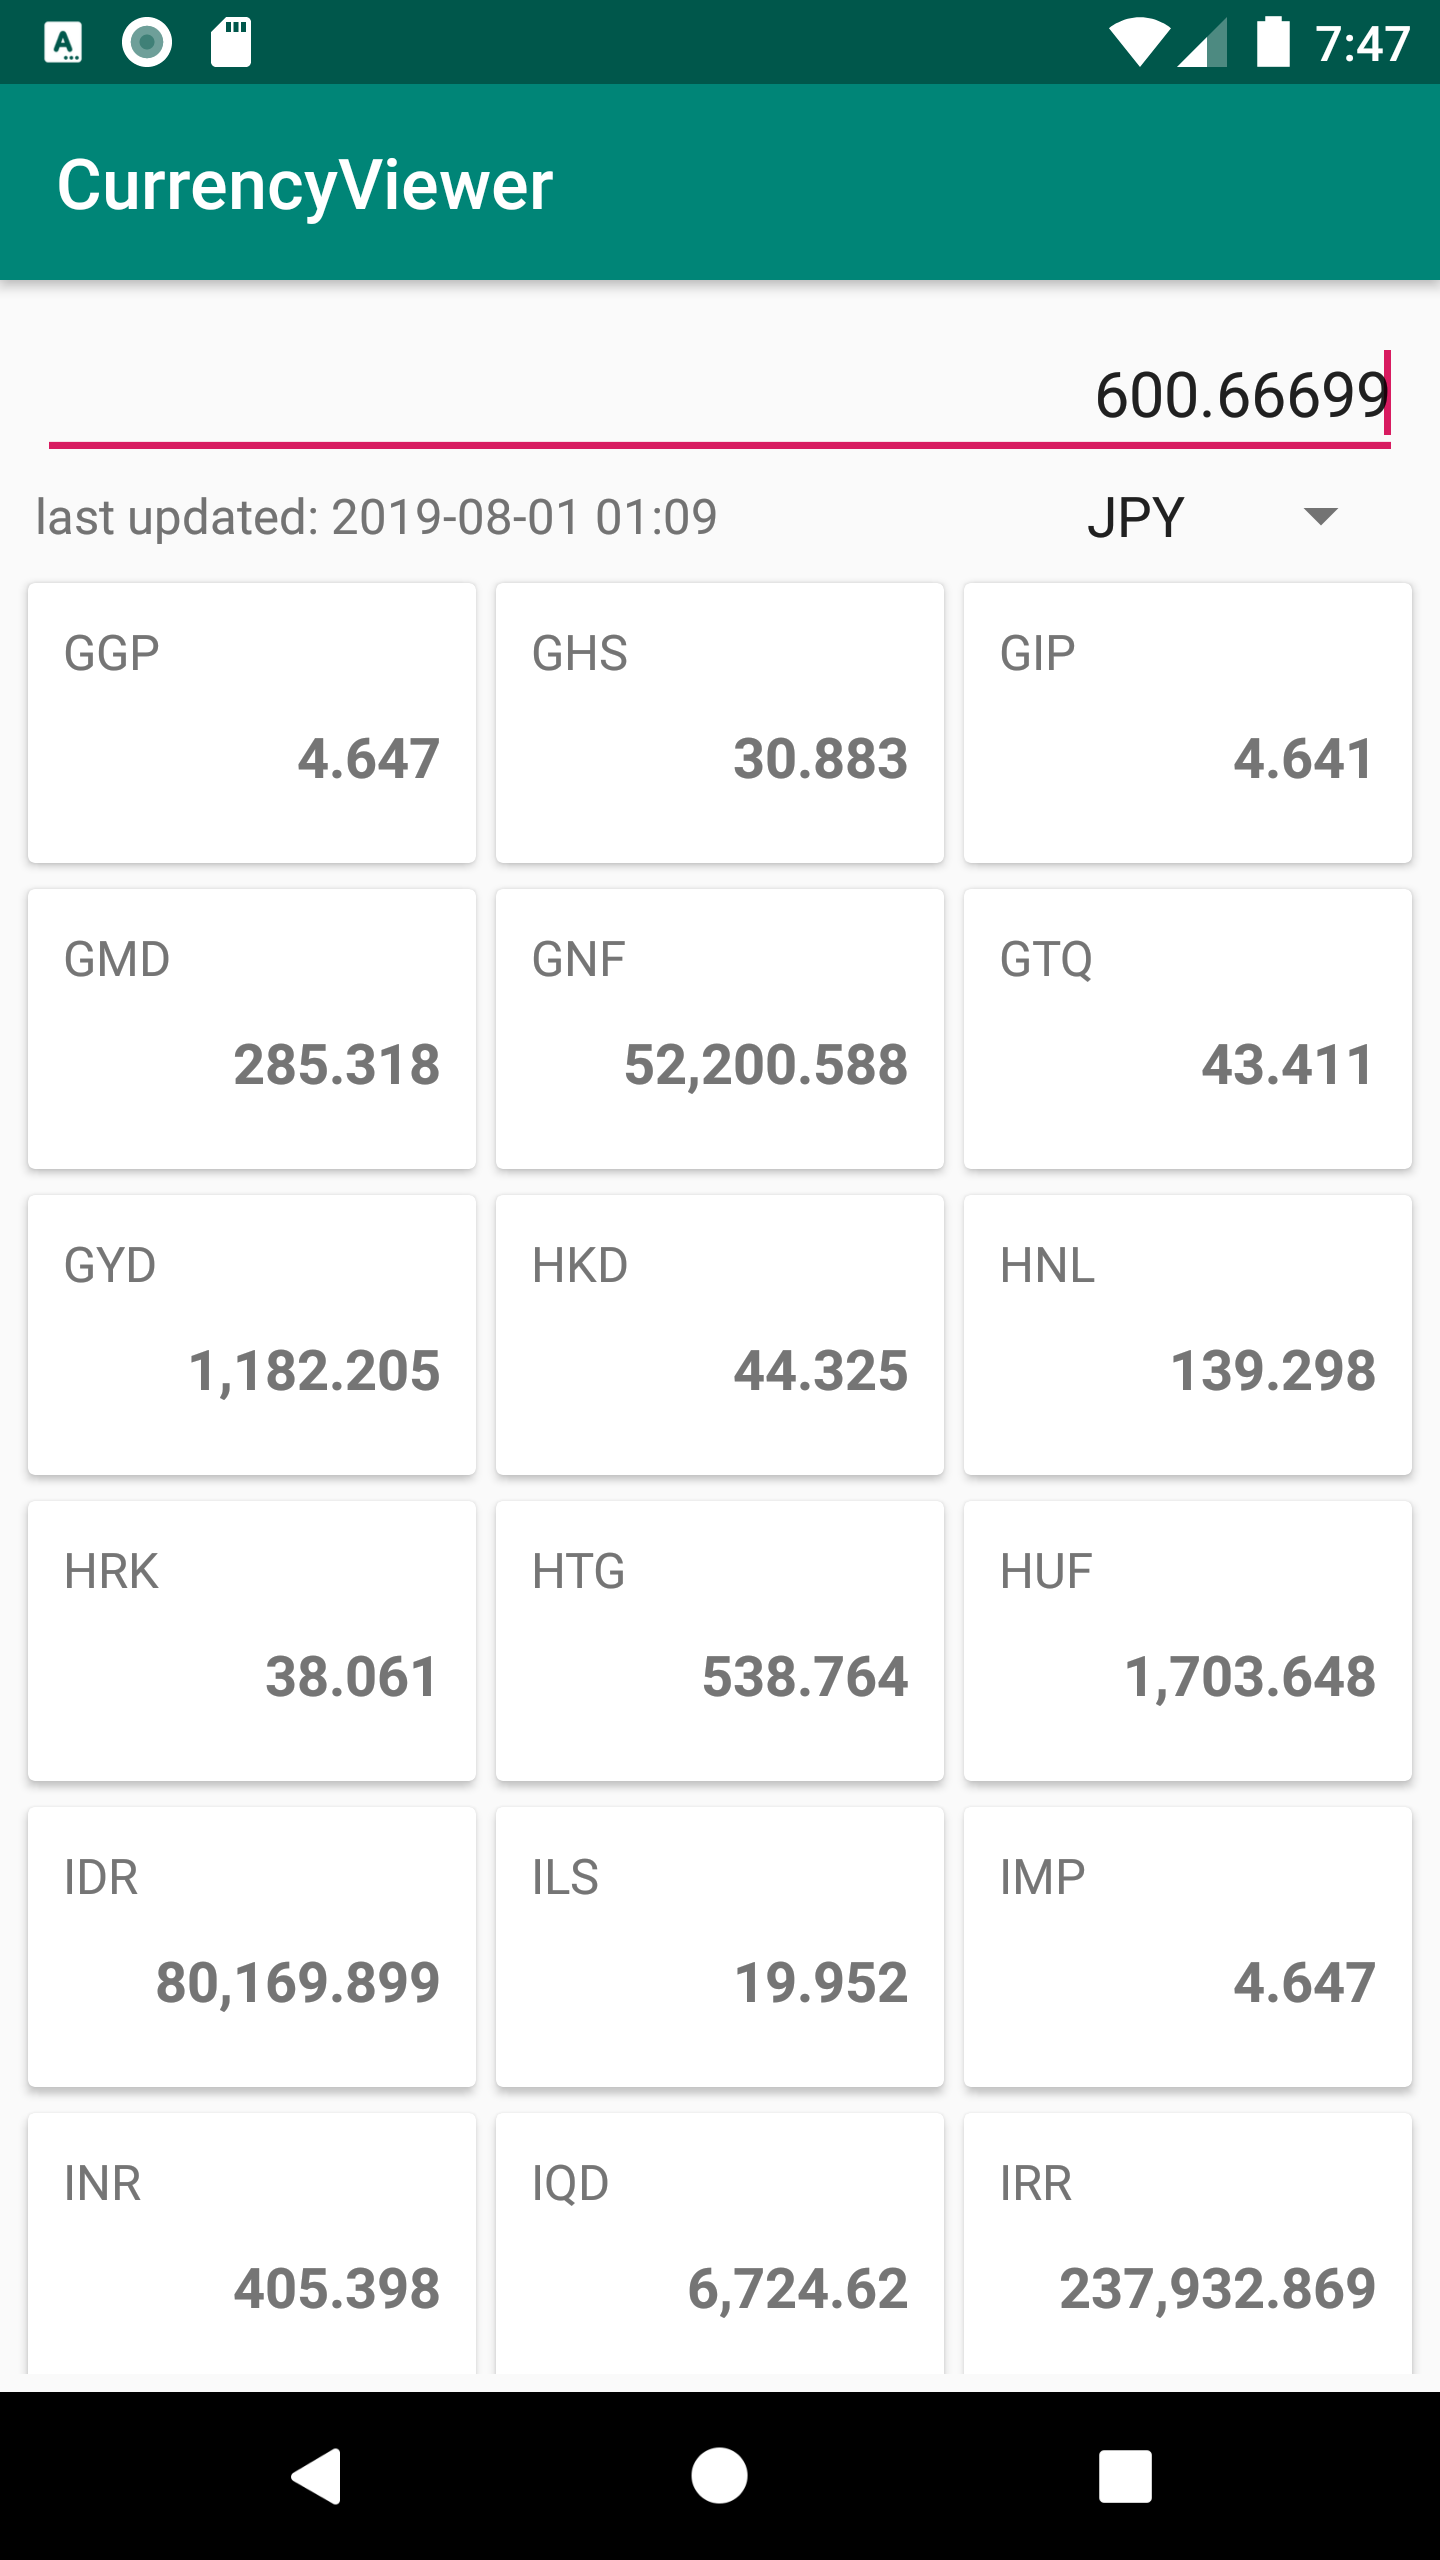 7:47
CurrencyViewer
600.66699
last updated: 2019-08-01 01:09 JPY
GGP GHS GIP
4.647 30.883 4.641
GMD GNF GTQ
285.318 52,200.588 43.411
GYD HKD HNL
1,182.205 44.325 139.298
HRK HTG HUF
38.061 538.764 1,703.648
IDR ILS IMP
80,169.899 19.952 4.647
INR IQD IRR
405.398 6,724.62 237,932.869